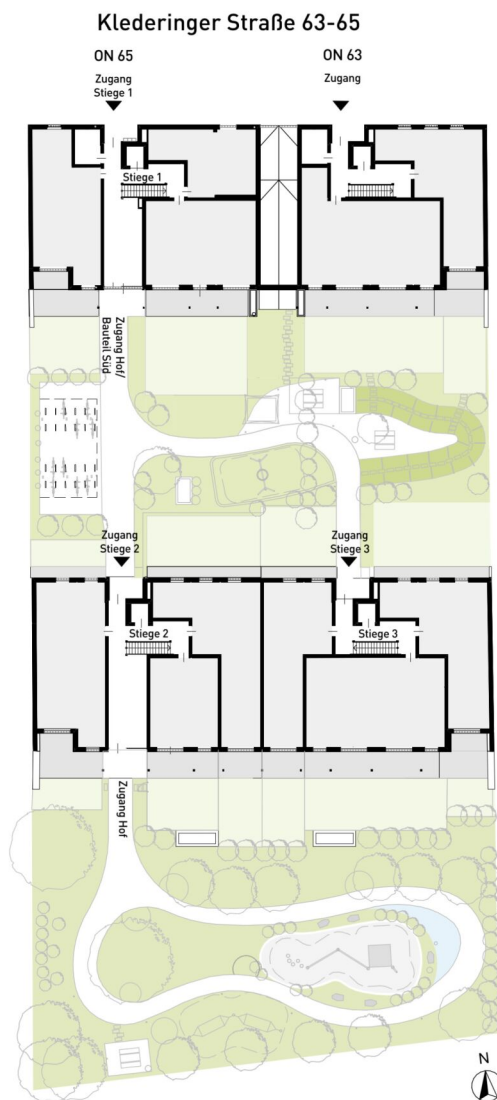 Klederinger Straße 63-65
ON 65
ON 63
Zugang
Stiege 1
Zugang
Stiege 1
Zugang Hof/
Bauteil Süd
Zugang
Stiege 2
Zugang
Stiege 3
Stiege 2
Stiege 3
Zugang Hof
N